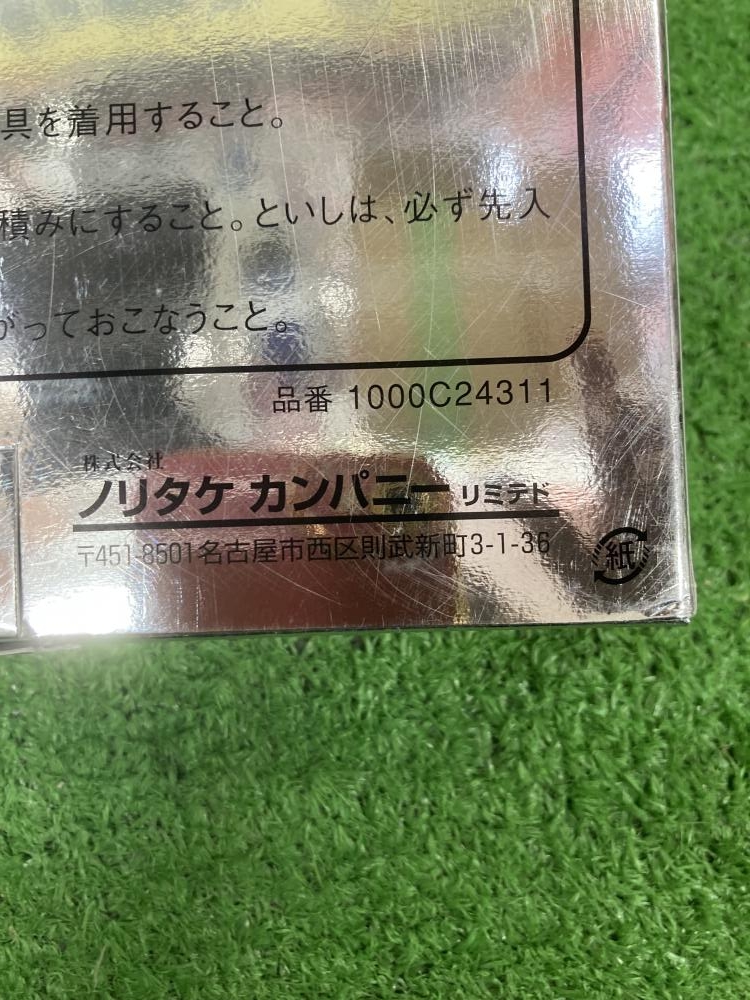 具を着用すること。
積みにすること。といしは、必ず先入
がっておこなうこと。
品番 1000C24311
株式会社
ノリタケ カンパニー リミテド
〒451-8501名古屋市西区則武新町3-1-36
紙